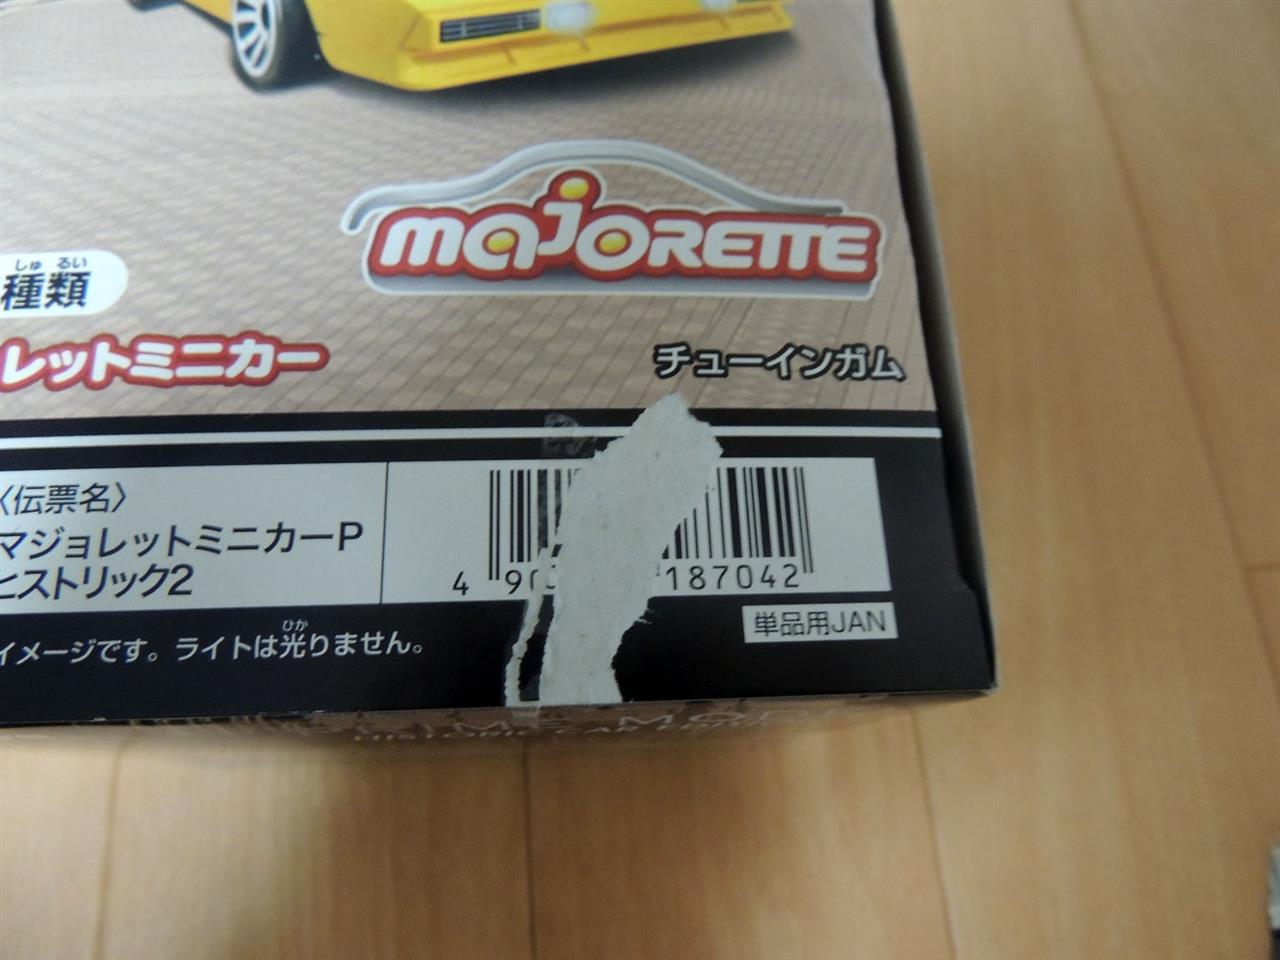 majorette
しゅるい
種類
レットミニカー
チューインガム
〈伝票名〉
マジョレットミニカーP
ヒストリック2
4 90 187042
単品用JAN
ひか
イメージです。ライトは光りません。